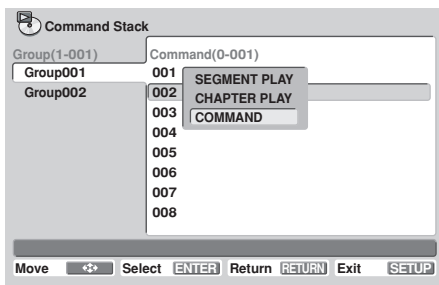 Command Stack
Group(1-001) Command(0-001)
Group001 001 SEGMENT PLAY
Group002 002 CHAPTER PLAY
003 COMMAND
004
005
006
007
008
Move Select ENTER Return RETURN Exit SETUP